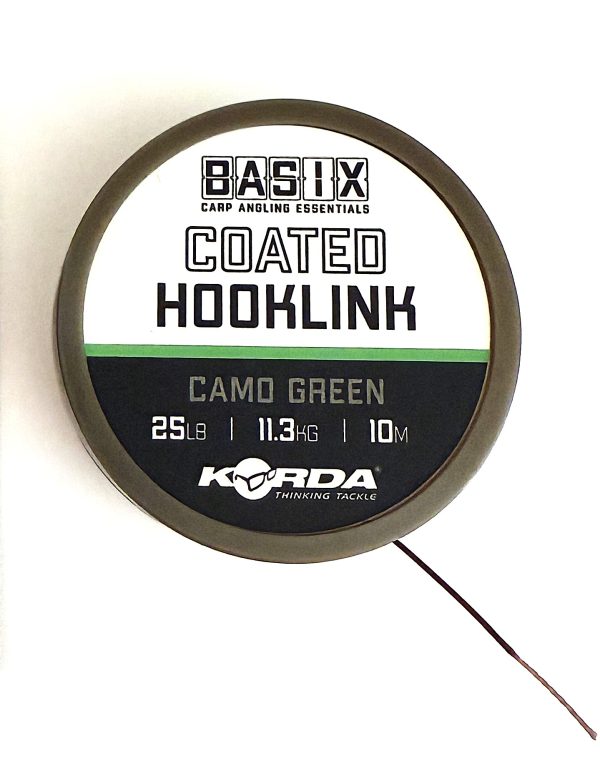 BASIX
CARP ANGLING ESSENTIALS
COATED
HOOKLINK
CAMO GREEN
25LB | 11.3KG | 10M
KORDA®
THINKING TACKLE